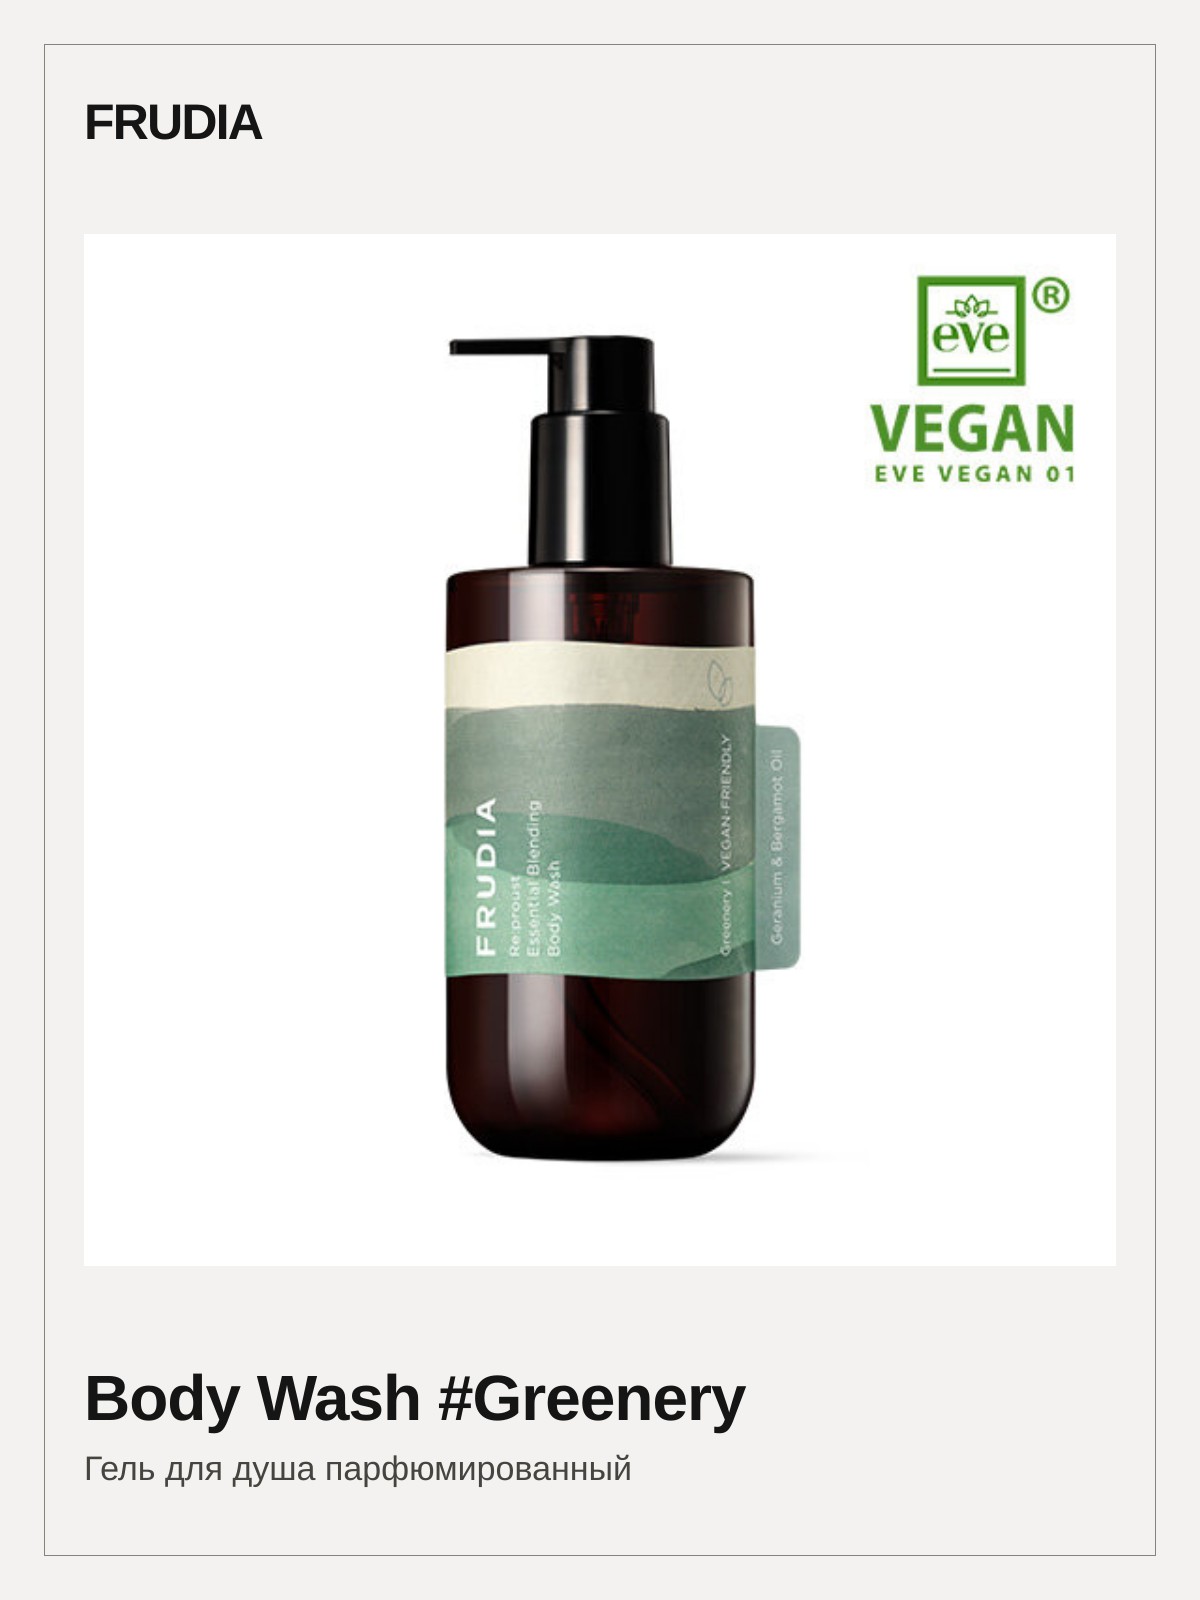 FRUDIA
eve
®
VEGAN
EVE VEGAN 01
FRUDIA
Re:proust
Essential Blending
Body Wash
Greenery I VEGAN-FRIENDLY
Geranium & Bergamot Oil
Body Wash #Greenery
Гель для душа парфюмированный